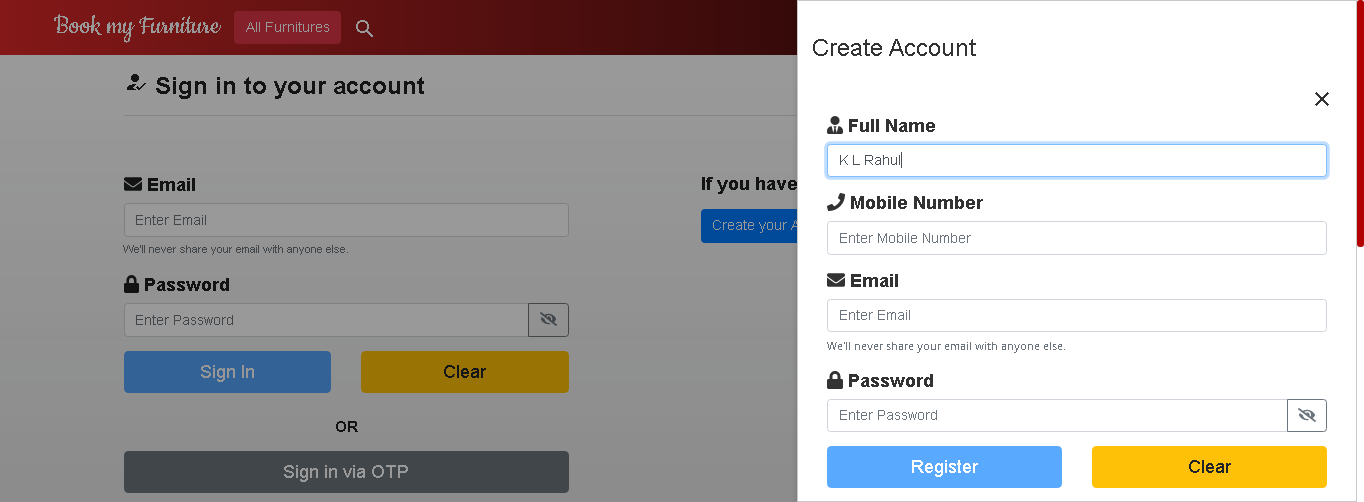 Book my Furniture
All Furnitures
Sign in to your account
Email
Enter Email
We'll never share your email with anyone else.
Password
Enter Password
Sign In
Clear
OR
Sign in via OTP
If you have
Create your A
Create Account
Full Name
K L Rahul
Mobile Number
Enter Mobile Number
Email
Enter Email
We'll never share your email with anyone else.
Password
Enter Password
Register
Clear